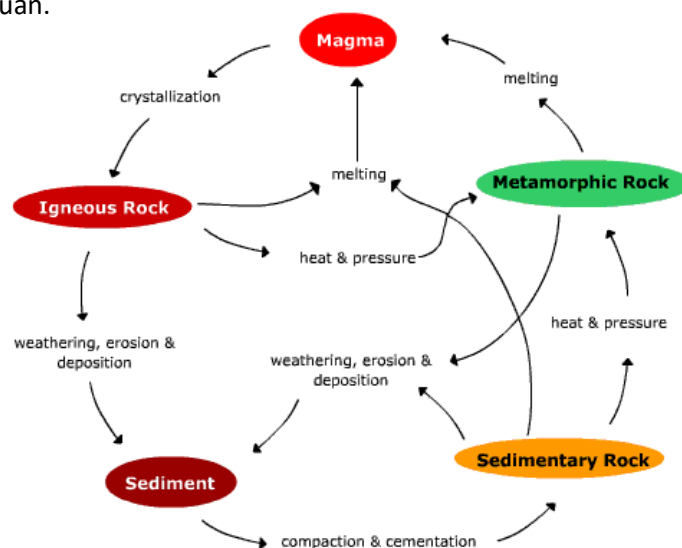 uan.
Magma
melting
crystallization
melting
Metamorphic Rock
Igneous Rock
heat & pressure
heat & pressure
weathering, erosion &
deposition
weathering, erosion &
deposition
Sedimentary Rock
Sediment
compaction & cementation